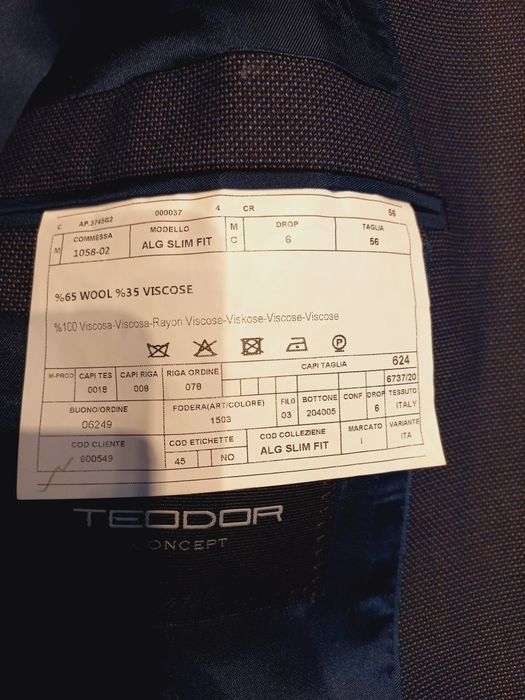 C AP.3745G2 000037 4 CR 56
M COMMESSA MODELLO M DROP TAGLIA
1058-02 ALG SLIM FIT C 6 56
%65 WOOL %35 VISCOSE
%100 Viscosa-Viscosa-Rayon Viscose-Viskose-Viscose-Viscose
P
M-PROD CAPI TES CAPI RIGA RIGA ORDINE CAPI TAGLIA 624
0018 008 078 6737/20
BUONO/ORDINE FODERA(ART/COLORE) FILO BOTTONE CONF DROP TESSUTO
06249 1503 03 204005 6 ITALY
COD CLIENTE COD ETICHETTE COD COLLEZIENE MARCATO VARIANTE
600549 45 NO ALG SLIM FIT I ITA
TEODOR
CONCEPT